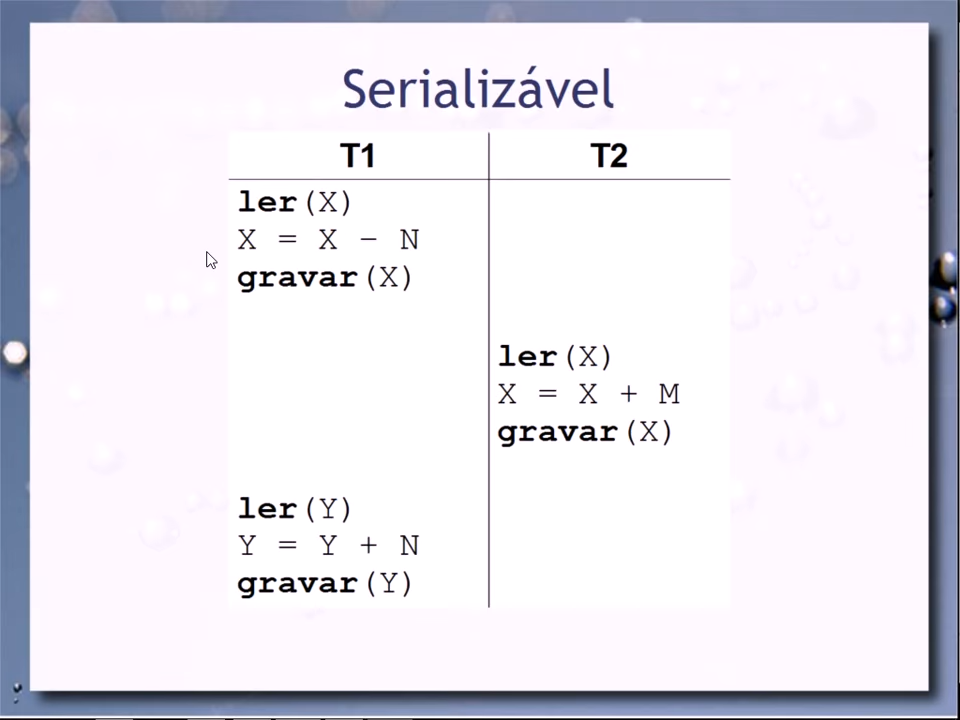 Serializável
T1 T2
ler(X)
X = X - N
gravar(X)
ler(X)
X = X + M
gravar(X)
ler(Y)
Y = Y + N
gravar(Y)